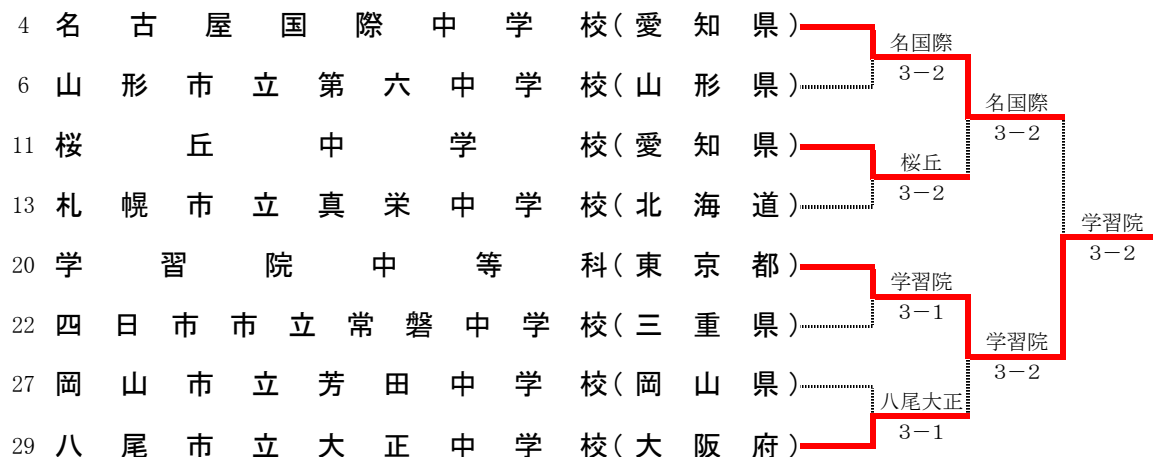 4 名古屋国際中学校(愛知県)
名国際
3-2
6 山形市立第六中学校(山形県)
名国際
3-2
11 桜丘中学校(愛知県)
桜丘
3-2
13 札幌市立真栄中学校(北海道)
学習院
3-2
20 学習院中等科(東京都)
学習院
3-1
22 四日市市立常磐中学校(三重県)
学習院
3-2
27 岡山市立芳田中学校(岡山県)
八尾大正
3-1
29 八尾市立大正中学校(大阪府)